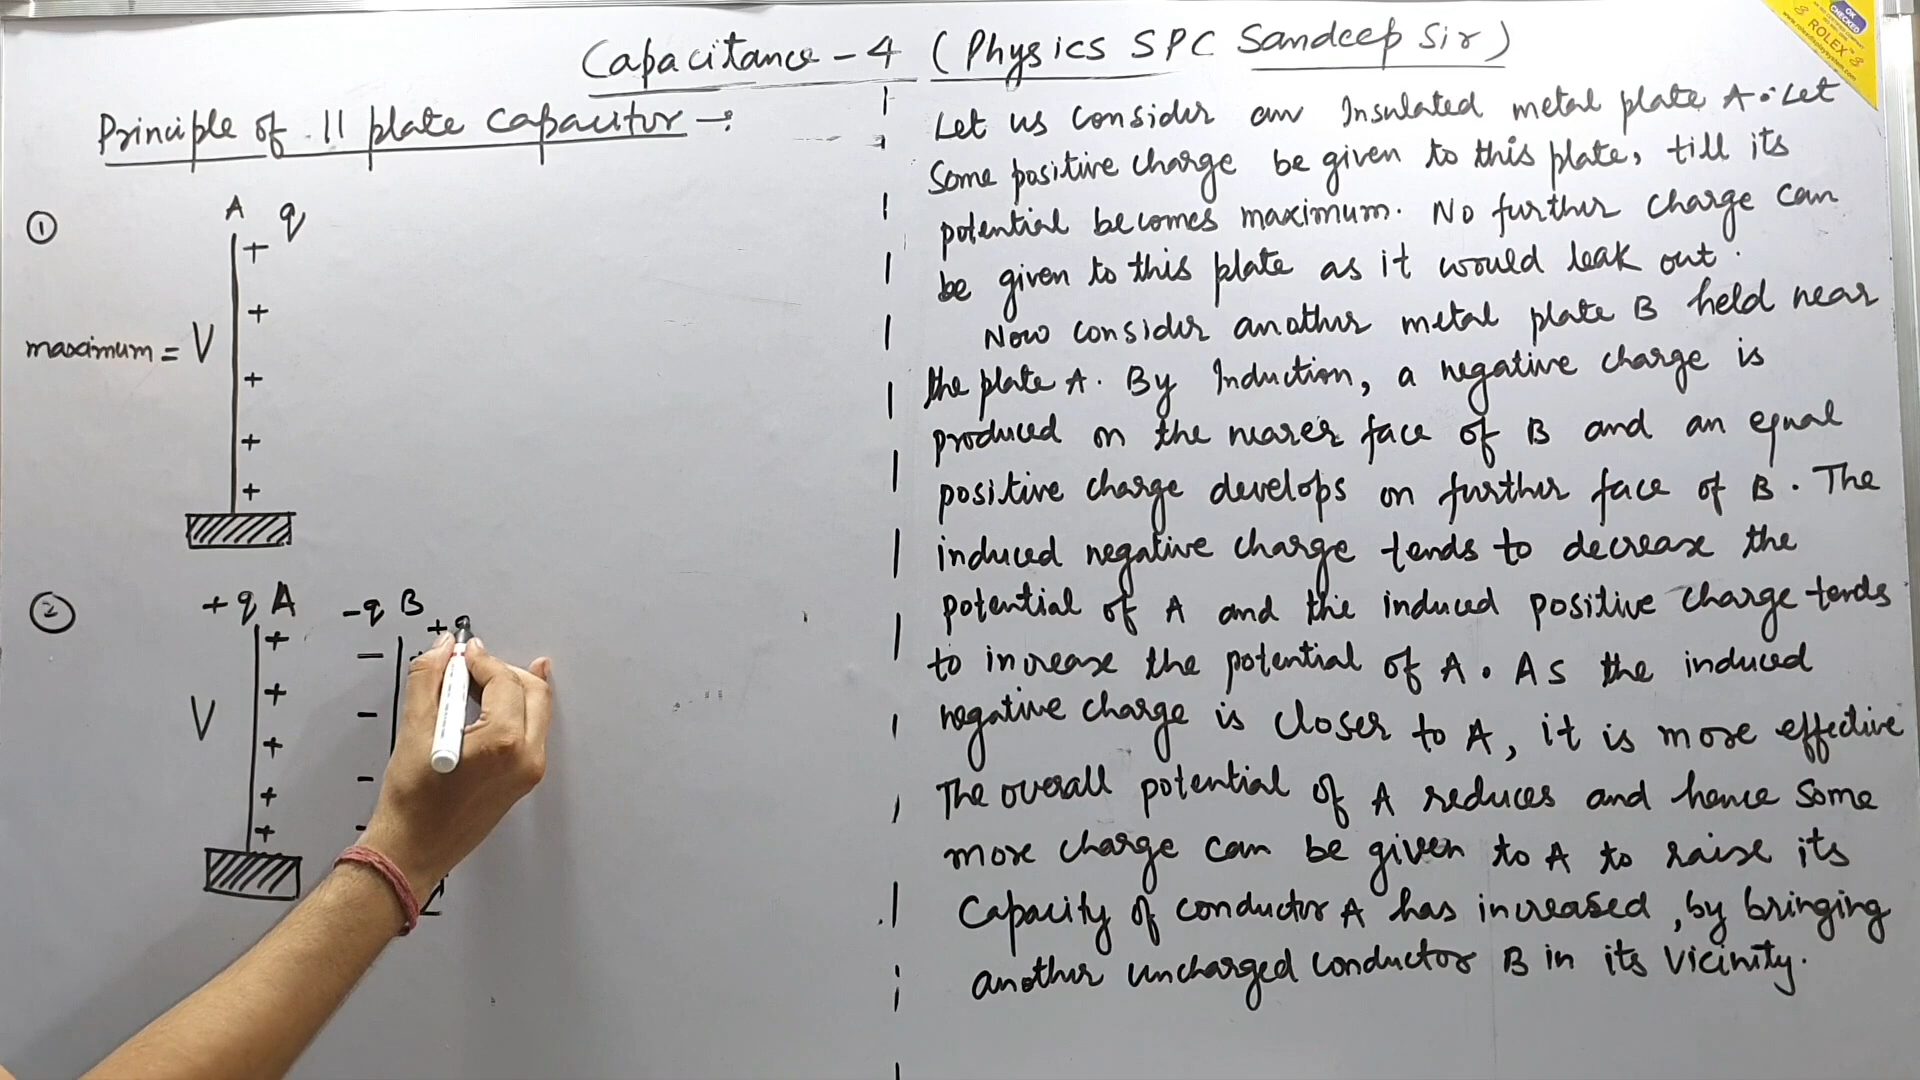 Capacitance - 4 (Physics SPC Sandeep Sir)
Principle of || plate capacitor →:
①
A q
+
+
maximum = V
+
+
+
②
+q A -q B +q
+ -
+ -
V
+
+ -
+ -
Let us consider an Insulated metal plate A. Let
Some positive charge be given to this plate, till its
potential becomes maximum. No further charge can
be given to this plate as it would leak out.
Now consider another metal plate B held near
the plate A. By Induction, a negative charge is
produced on the nearer face of B and an equal
positive charge develops on further face of B. The
induced negative charge tends to decrease the
potential of A and the induced positive charge tends
to increase the potential of A. As the induced
negative charge is closer to A, it is more effective
The overall potential of A reduces and hence Some
more charge can be given to A to raise its
Capacity of conductor A has increased, by bringing
another uncharged conductor B in its Vicinity.
OK CHECKED
ROLEX